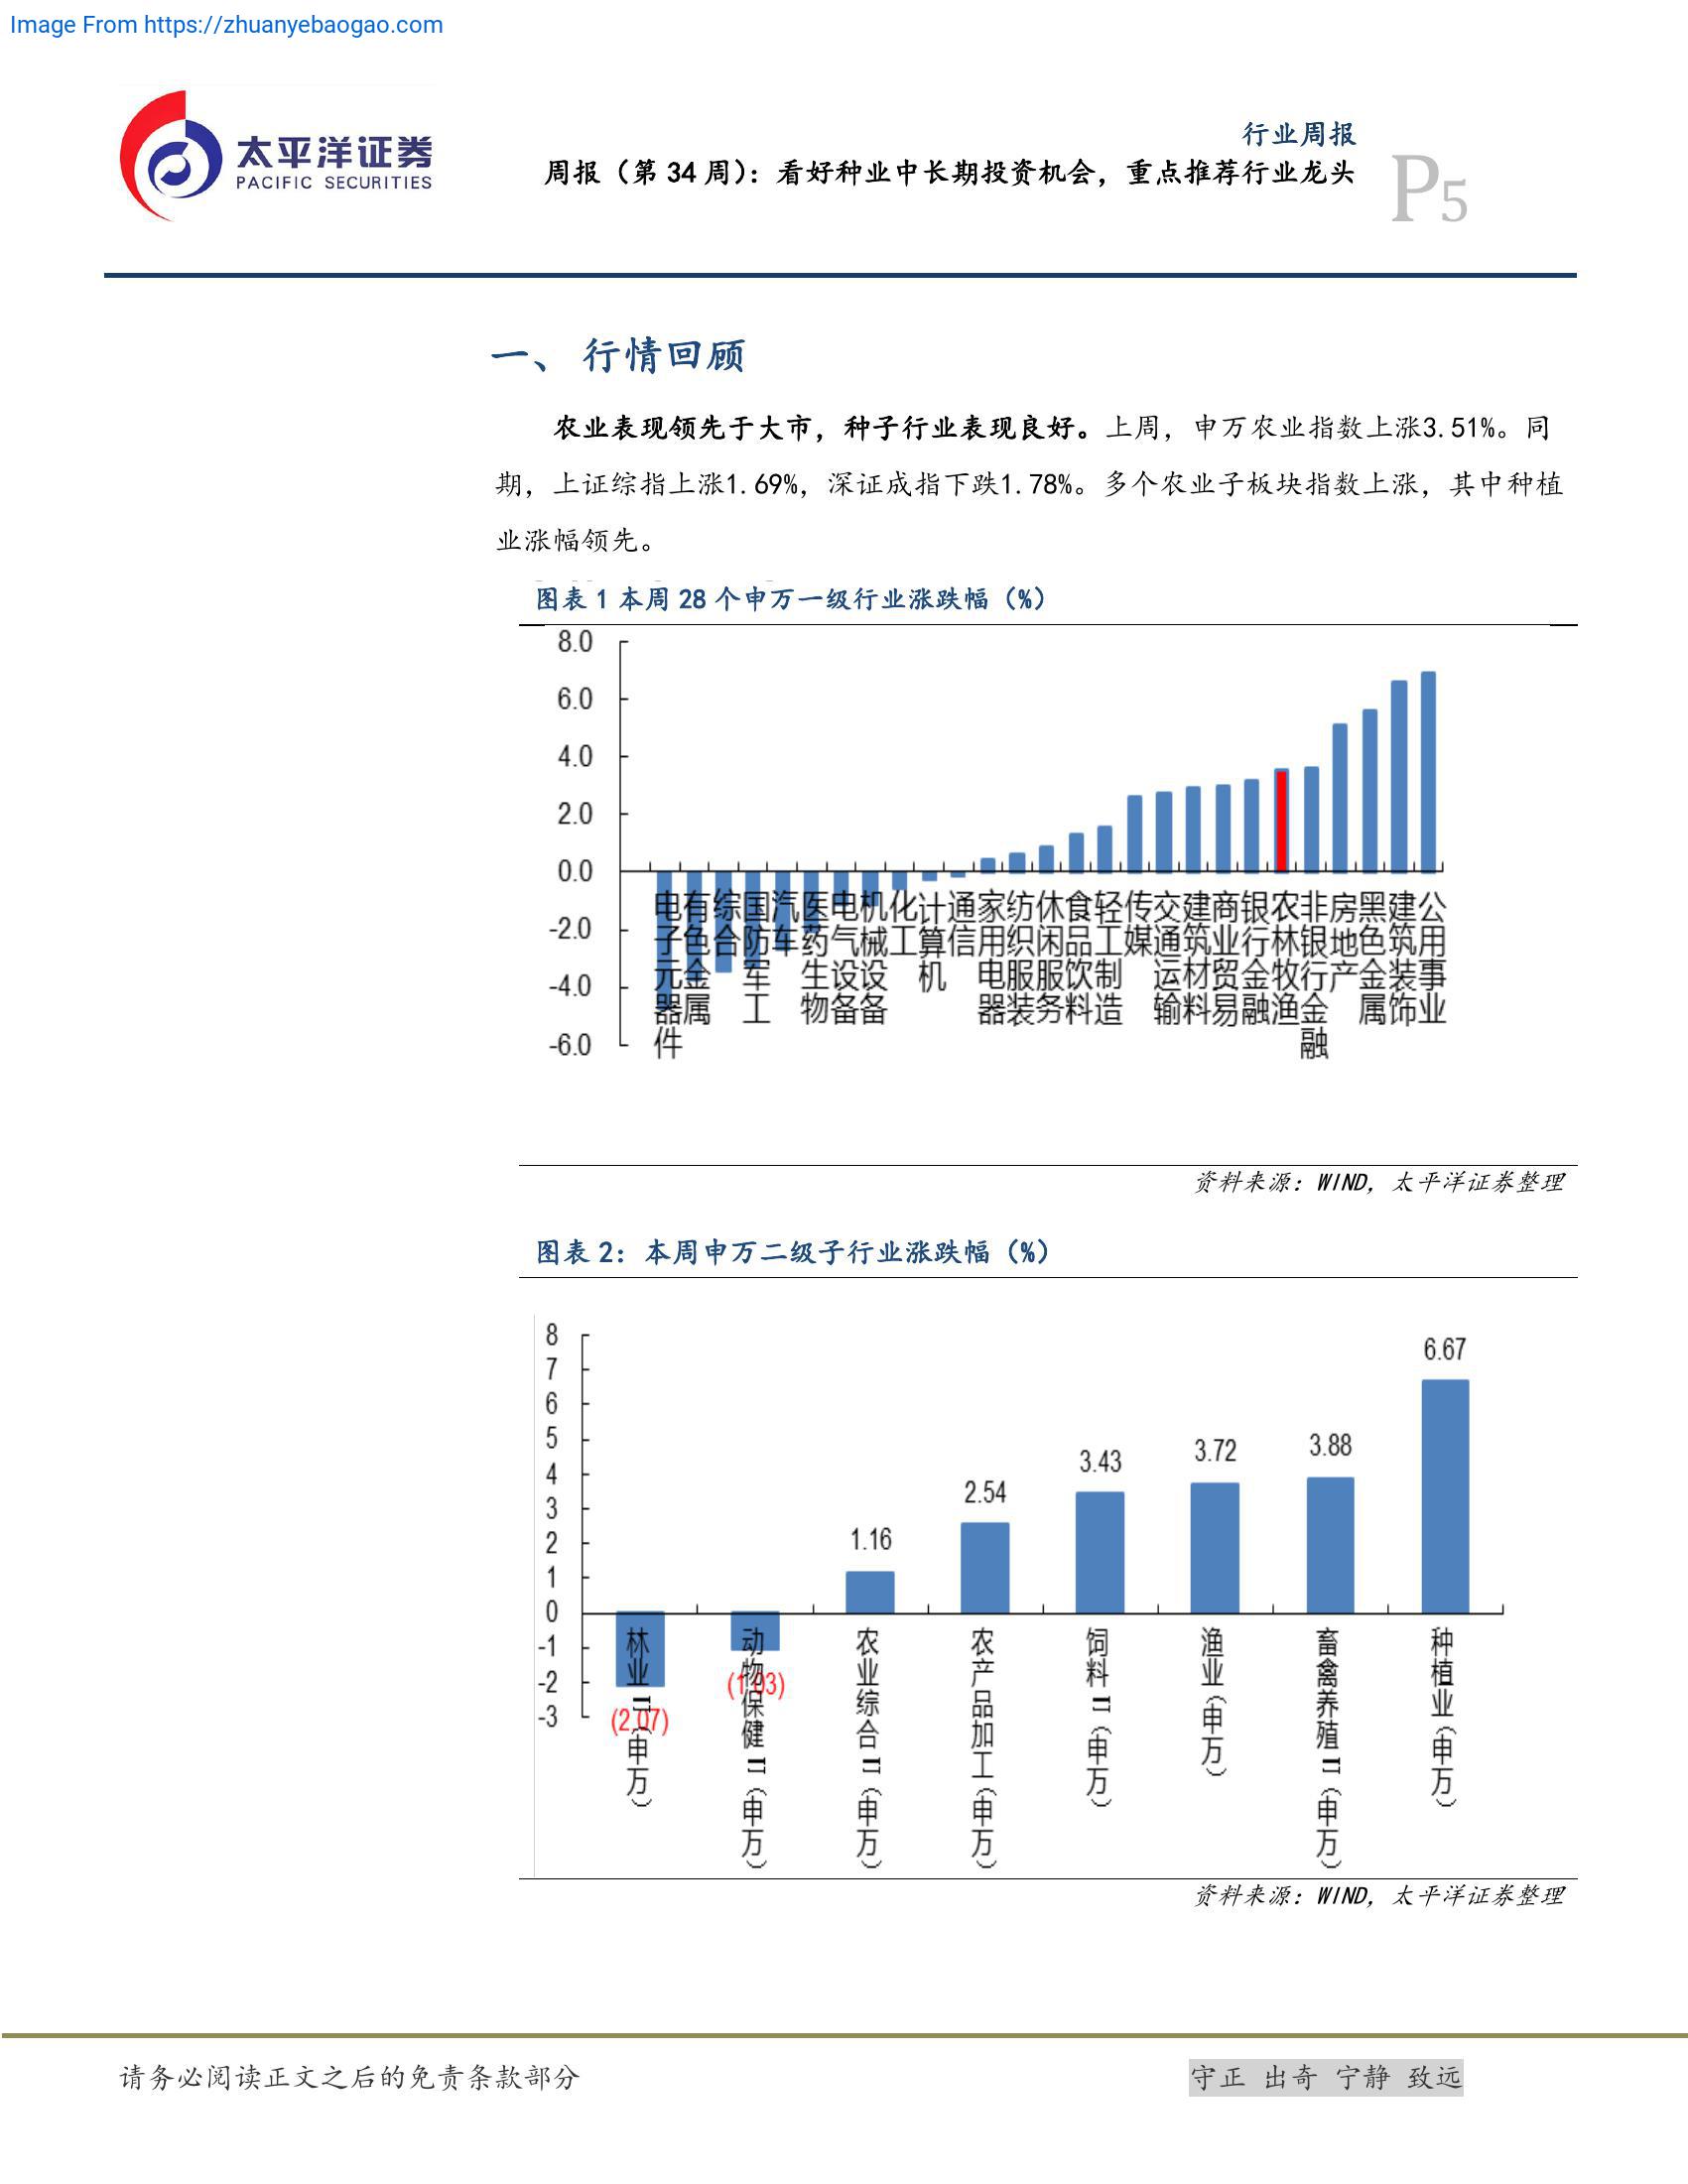 Image From https://zhuanyebaogao.com
太平洋证券
PACIFIC SECURITIES
行业周报
周报（第 34 周）：看好种业中长期投资机会，重点推荐行业龙头
P5
一、 行情回顾
农业表现领先于大市，种子行业表现良好。上周，申万农业指数上涨3.51%。同
期，上证综指上涨1.69%，深证成指下跌1.78%。多个农业子板块指数上涨，其中种植
业涨幅领先。
图表 1 本周 28 个申万一级行业涨跌幅（%）
8.0
6.0
4.0
2.0
0.0
-2.0
-4.0
-6.0
电子元器件
有色金属
综合
国防军工
汽车
医药生物
电气设备
机械设备
化工
计算机
通信
家用电器
纺织服装
休闲服务
食品饮料
轻工制造
传媒
交通运输
建筑材料
商业贸易
银行金融
农林牧渔
非银行金融
房地产
黑色金属
建筑装饰
公用事业
资料来源：WIND，太平洋证券整理
图表 2：本周申万二级子行业涨跌幅（%）
8
7
6
5
4
3
2
1
0
-1
-2
-3
(2.07)
(1.03)
1.16
2.54
3.43
3.72
3.88
6.67
林业II（申万）
动物保健II（申万）
农业综合II（申万）
农产品加工（申万）
饲料II（申万）
渔业（申万）
畜禽养殖II（申万）
种植业（申万）
资料来源：WIND，太平洋证券整理
请务必阅读正文之后的免责条款部分
守正 出奇 宁静 致远